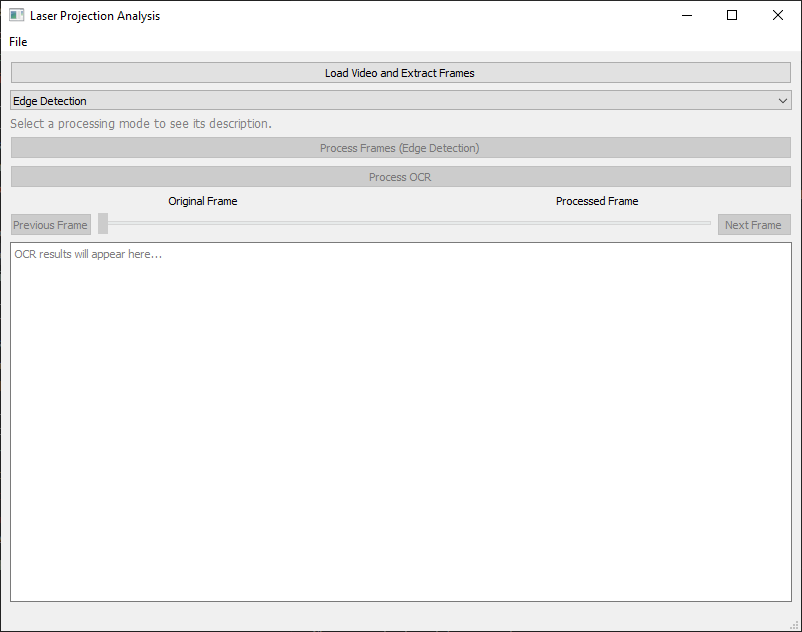 Laser Projection Analysis
File
Load Video and Extract Frames
Edge Detection
Select a processing mode to see its description.
Process Frames (Edge Detection)
Process OCR
Original Frame Processed Frame
Previous Frame Next Frame
OCR results will appear here...